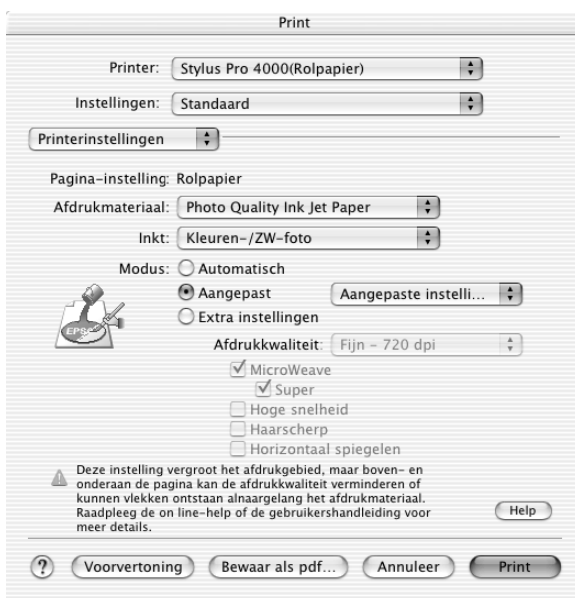 Print
Printer: Stylus Pro 4000(Rolpapier)
Instellingen: Standaard
Printerinstellingen
Pagina-instelling: Rolpapier
Afdrukmateriaal: Photo Quality Ink Jet Paper
Inkt: Kleuren-/ZW-foto
Modus: Automatisch
Aangepast Aangepaste instelli...
Extra instellingen
EPSO
Afdrukkwaliteit: Fijn - 720 dpi
MicroWeave
Super
Hoge snelheid
Haarscherp
Horizontaal spiegelen
Deze instelling vergroot het afdrukgebied, maar boven- en
onderaan de pagina kan de afdrukkwaliteit verminderen of
kunnen vlekken ontstaan alnaargelang het afdrukmateriaal.
Raadpleeg de on line-help of de gebruikershandleiding voor
meer details.
Help
? Voorvertoning Bewaar als pdf... Annuleer Print